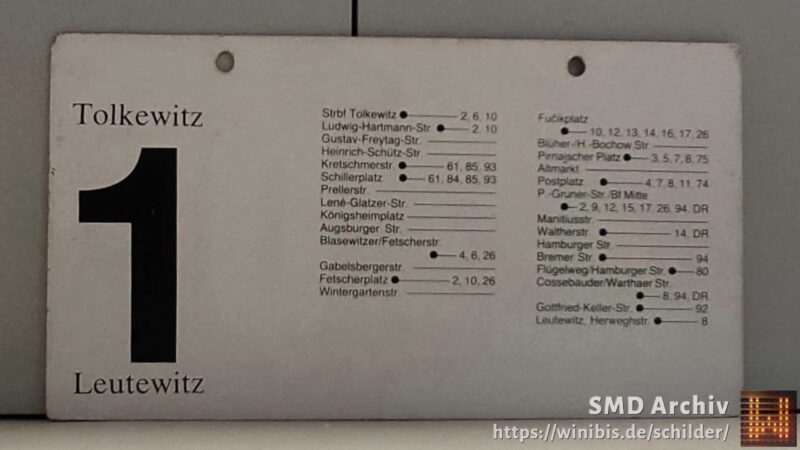 Tolkewitz
1
Leutewitz
Strbf Tolkewitz ● 2, 6, 10
Ludwig-Hartmann-Str. ● 2, 10
Gustav-Freytag-Str.
Heinrich-Schütz-Str.
Kretschmerstr. ● 61, 85, 93
Schillerplatz ● 61, 84, 85, 93
Prellerstr.
Lené-Glatzer-Str.
Königsheimplatz
Augsburger Str.
Blasewitzer/Fetscherstr.
● 4, 6, 26
Gabelsbergerstr.
Fetscherplatz ● 2, 10, 26
Wintergartenstr
Fučikplatz
● 10, 12, 13, 14, 16, 17, 26
Blüher-/H.-Bochow Str
Pirnaischer Platz ● 3, 5, 7, 8, 75
Altmarkt
Postplatz ● 4, 7, 8, 11, 74
P.-Gruner-Str./Bf Mitte
● 2, 9, 12, 15, 17, 26, 94, DR
Manitiusstr
Waltherstr. ● 14, DR
Hamburger Str.
Bremer Str. ● 94
Flügelweg/Hamburger Str. ● 80
Cossebauder/Warthaer Str.
● 8, 94, DR
Gottfried-Keller-Str. ● 92
Leutewitz, Herweghstr. ● 8
SMD Archiv
https://winibis.de/schilder/